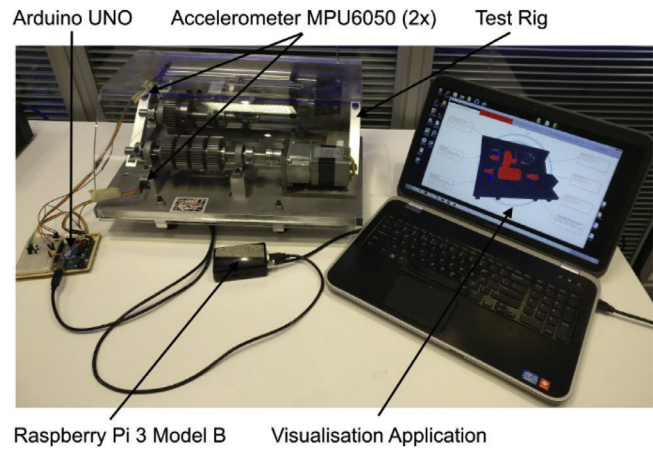 Arduino UNO
Accelerometer MPU6050 (2x)
Test Rig
Raspberry Pi 3 Model B
Visualisation Application